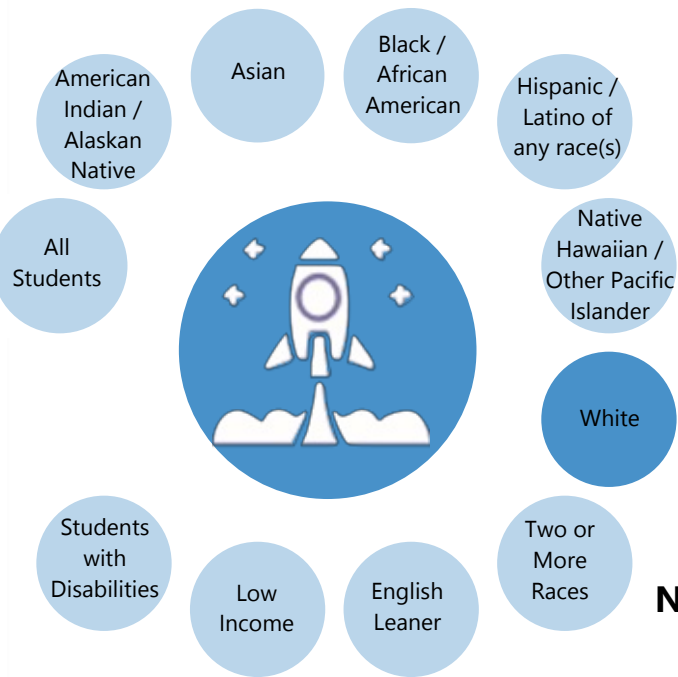 All
Students
American
Indian /
Alaskan
Native
Asian
Black /
African
American
Hispanic /
Latino of
any race(s)
Native
Hawaiian /
Other Pacific
Islander
White
Two or
More
Races
English
Leaner
Low
Income
Students
with
Disabilities
N